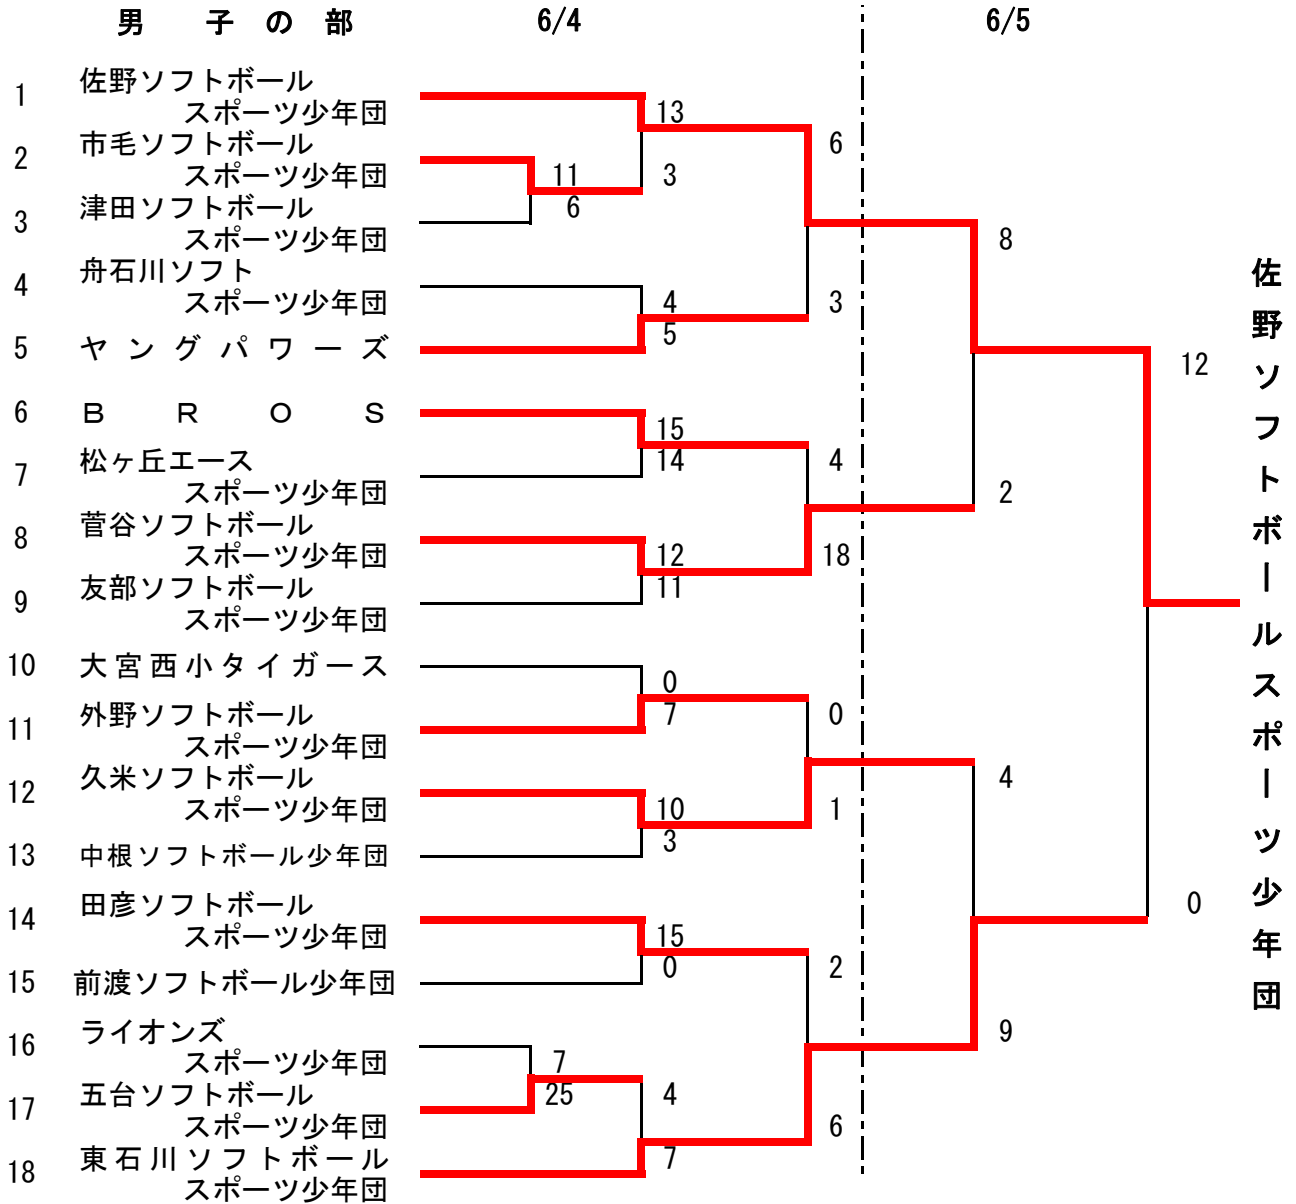 男 子 の 部
6/4
6/5
1
佐野ソフトボール
スポーツ少年団
2
市毛ソフトボール
スポーツ少年団
3
津田ソフトボール
スポーツ少年団
4
舟石川ソフト
スポーツ少年団
5
ヤングパワーズ
6
ＢＲＯＳ
7
松ヶ丘エース
スポーツ少年団
8
菅谷ソフトボール
スポーツ少年団
9
友部ソフトボール
スポーツ少年団
10
大宮西小タイガース
11
外野ソフトボール
スポーツ少年団
12
久米ソフトボール
スポーツ少年団
13
中根ソフトボール少年団
14
田彦ソフトボール
スポーツ少年団
15
前渡ソフトボール少年団
16
ライオンズ
スポーツ少年団
17
五台ソフトボール
スポーツ少年団
18
東石川ソフトボール
スポーツ少年団
11
6
7
25
13
3
4
5
15
14
12
11
0
7
10
3
15
0
4
7
6
3
4
18
0
1
2
6
8
2
4
9
12
0
佐野ソフトボールスポーツ少年団